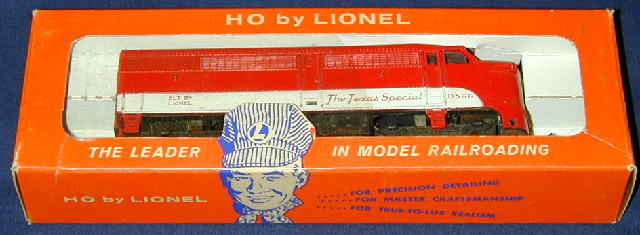 HO by LIONEL
BLT BY
LIONEL
The Texas Special
0566
L
THE LEADER IN MODEL RAILROADING
HO by LIONEL
.....FOR PRECISION DETAILING
.....FOR MASTER CRAFTSMANSHIP
.....FOR TRUE-TO-LIFE REALISM